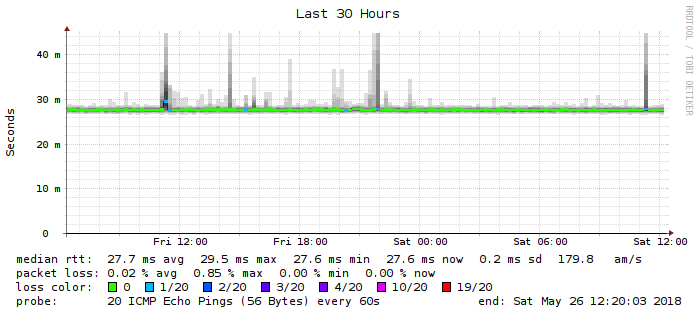 Last 30 Hours
RRDTOOL / TOBI OETIKER
Seconds
40 m
30 m
20 m
10 m
0
Fri 12:00 Fri 18:00 Sat 00:00 Sat 06:00 Sat 12:00
median rtt: 27.7 ms avg 29.5 ms max 27.6 ms min 27.6 ms now 0.2 ms sd 179.8 am/s
packet loss: 0.02 % avg 0.85 % max 0.00 % min 0.00 % now
loss color: 0 1/20 2/20 3/20 4/20 10/20 19/20
probe: 20 ICMP Echo Pings (56 Bytes) every 60s end: Sat May 26 12:20:03 2018